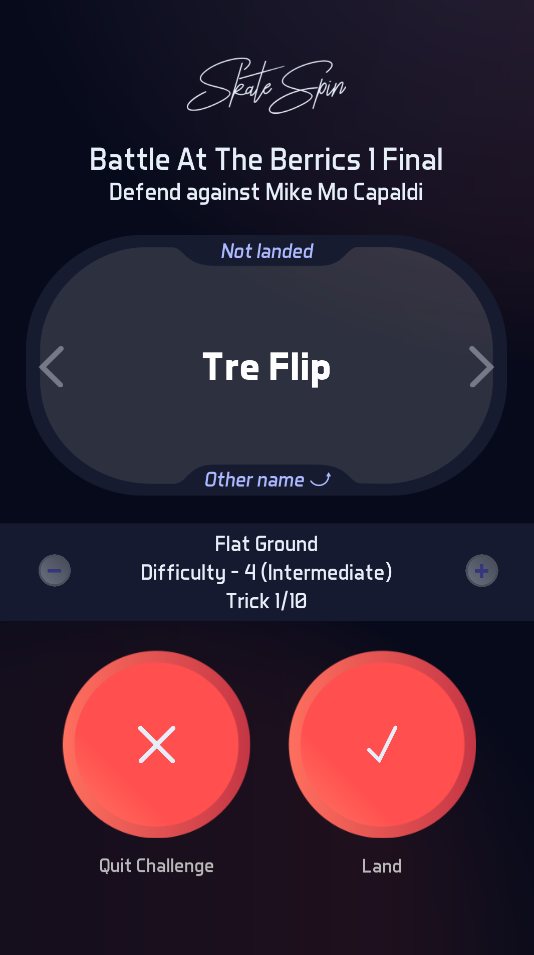 Skate Spin
Battle At The Berrics 1 Final
Defend against Mike Mo Capaldi
Not landed
Tre Flip
Other name
Flat Ground
Difficulty - 4 (Intermediate)
Trick 1/10
Quit Challenge
Land